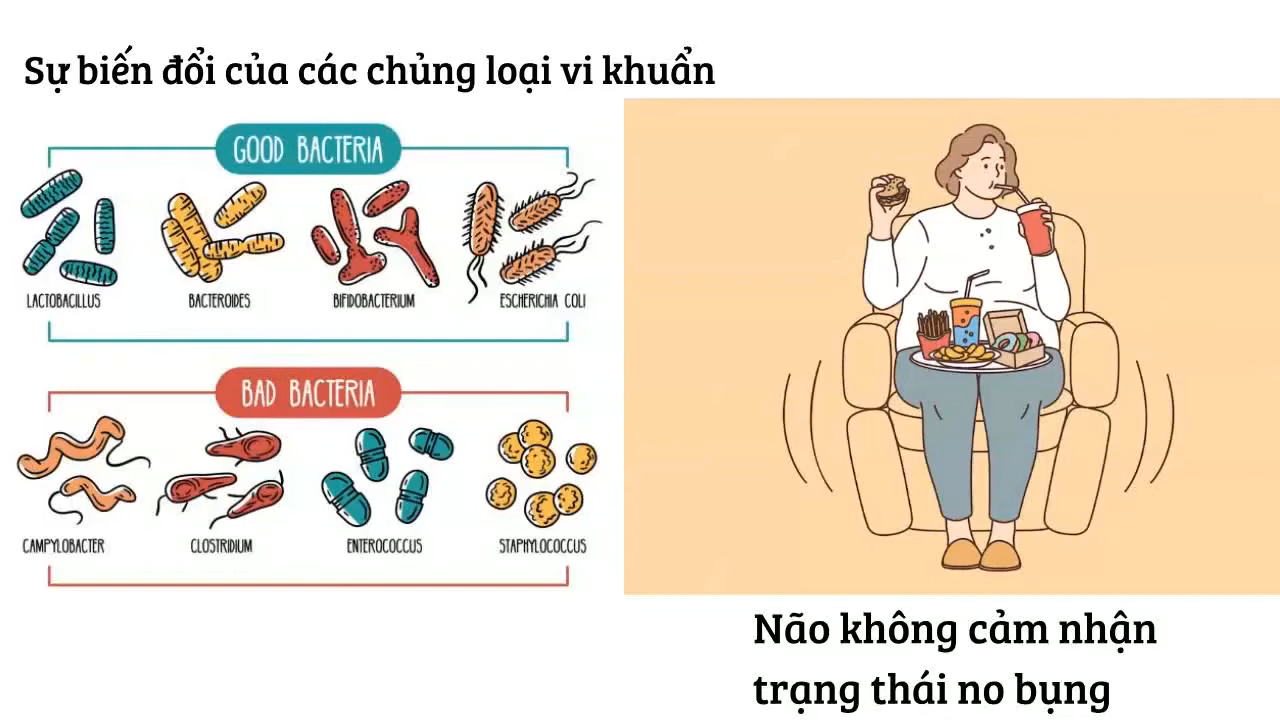 Sự biến đổi của các chủng loại vi khuẩn
GOOD BACTERIA
LACTOBACILLUS
BACTEROIDES
BIFIDOBACTERIUM
ESCHERICHIA COLI
BAD BACTERIA
CAMPYLOBACTER
CLOSTRIDIUM
ENTEROCOCCUS
STAPHYLOCOCCUS
Não không cảm nhận
trạng thái no bụng